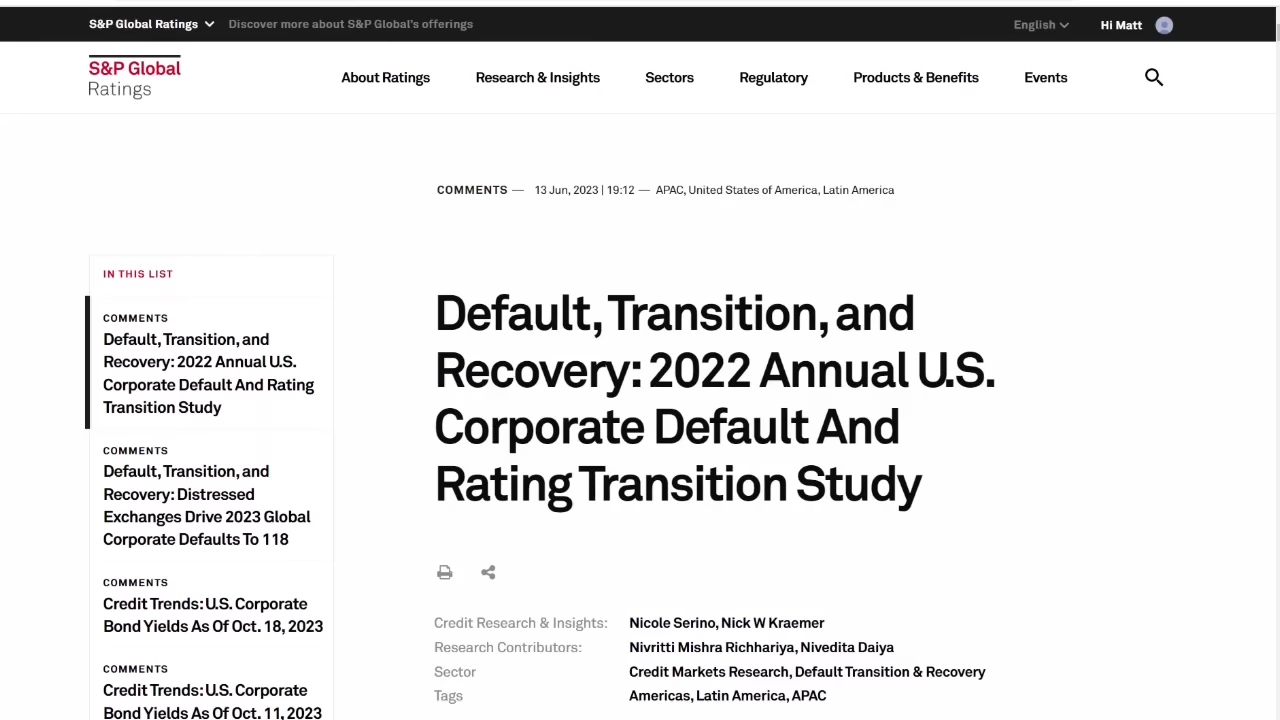 S&P Global Ratings Discover more about S&P Global's offerings English Hi Matt
S&P Global
Ratings
About Ratings Research & Insights Sectors Regulatory Products & Benefits Events
COMMENTS — 13 Jun, 2023 | 19:12 — APAC, United States of America, Latin America
IN THIS LIST
COMMENTS
Default, Transition, and
Recovery: 2022 Annual U.S.
Corporate Default And Rating
Transition Study
COMMENTS
Default, Transition, and
Recovery: Distressed
Exchanges Drive 2023 Global
Corporate Defaults To 118
COMMENTS
Credit Trends: U.S. Corporate
Bond Yields As Of Oct. 18, 2023
COMMENTS
Credit Trends: U.S. Corporate
Bond Yields As Of Oct. 11, 2023
Default, Transition, and
Recovery: 2022 Annual U.S.
Corporate Default And
Rating Transition Study
Credit Research & Insights: Nicole Serino, Nick W Kraemer
Research Contributors: Nivritti Mishra Richhariya, Nivedita Daiya
Sector Credit Markets Research, Default Transition & Recovery
Tags Americas, Latin America, APAC